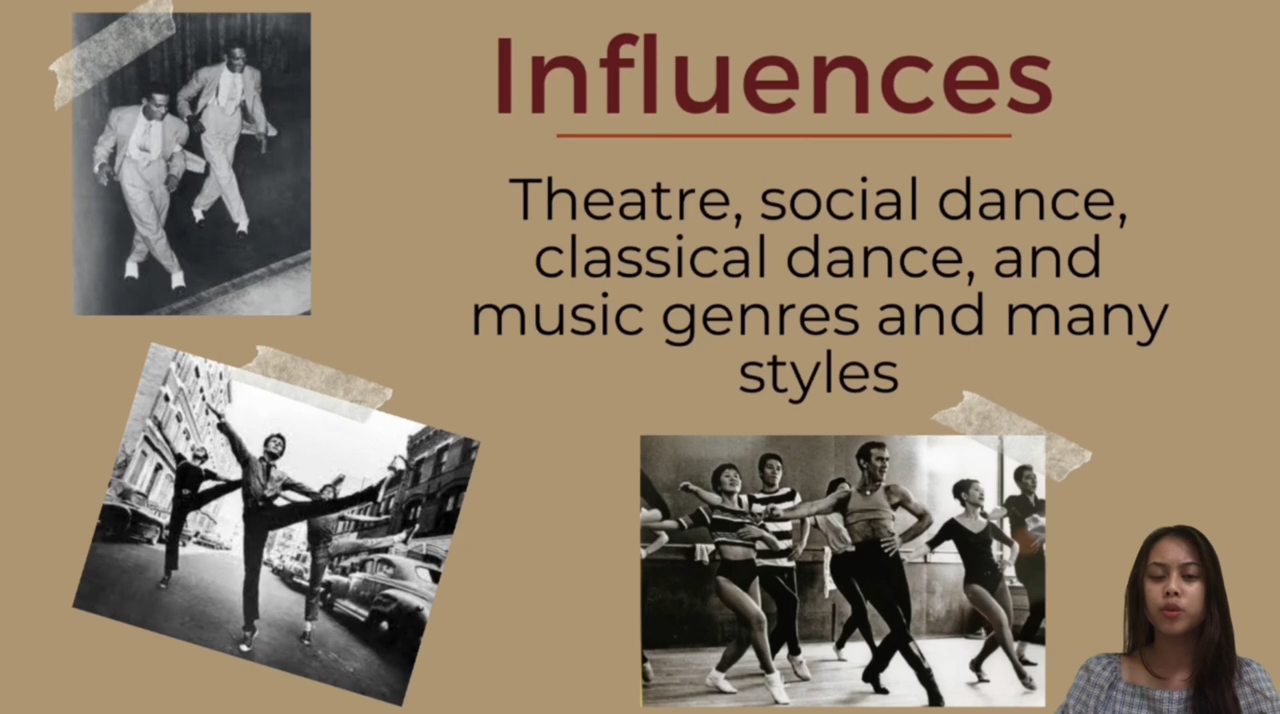 Influences
Theatre, social dance,
classical dance, and
music genres and many
styles